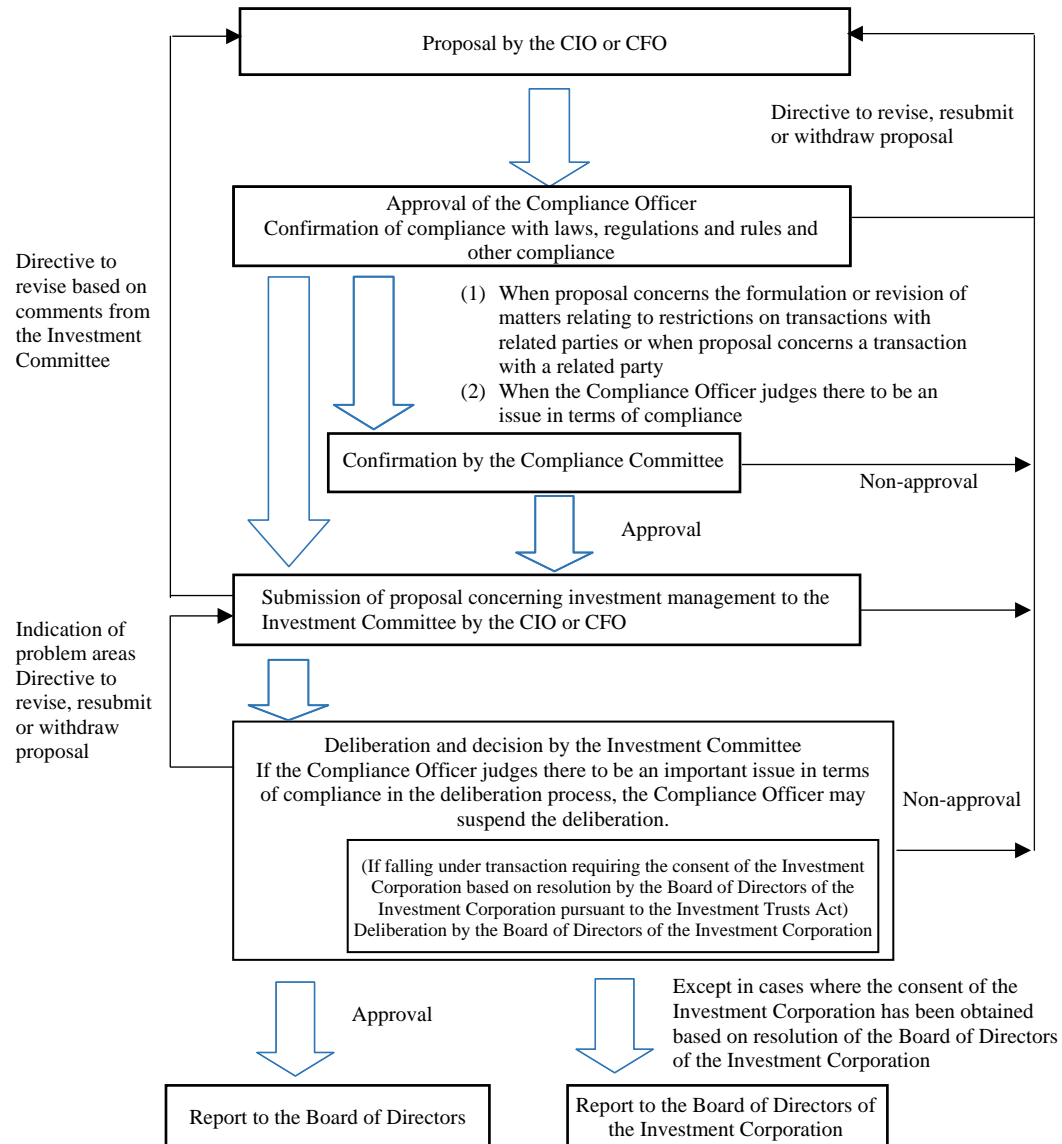 Proposal by the CIO or CFO
Directive to revise, resubmit
or withdraw proposal
Approval of the Compliance Officer
Confirmation of compliance with laws, regulations and rules and
other compliance
Directive to
revise based on
comments from
the Investment
Committee
(1) When proposal concerns the formulation or revision of
matters relating to restrictions on transactions with
related parties or when proposal concerns a transaction
with a related party
(2) When the Compliance Officer judges there to be an
issue in terms of compliance
Confirmation by the Compliance Committee
Non-approval
Approval
Submission of proposal concerning investment management to the
Investment Committee by the CIO or CFO
Indication of
problem areas
Directive to
revise, resubmit
or withdraw
proposal
Deliberation and decision by the Investment Committee
If the Compliance Officer judges there to be an important issue in terms
of compliance in the deliberation process, the Compliance Officer may
suspend the deliberation.
Non-approval
(If falling under transaction requiring the consent of the Investment
Corporation based on resolution by the Board of Directors of the
Investment Corporation pursuant to the Investment Trusts Act)
Deliberation by the Board of Directors of the Investment Corporation
Approval
Except in cases where the consent of the
Investment Corporation has been obtained
based on resolution of the Board of Directors
of the Investment Corporation
Report to the Board of Directors
Report to the Board of Directors of
the Investment Corporation